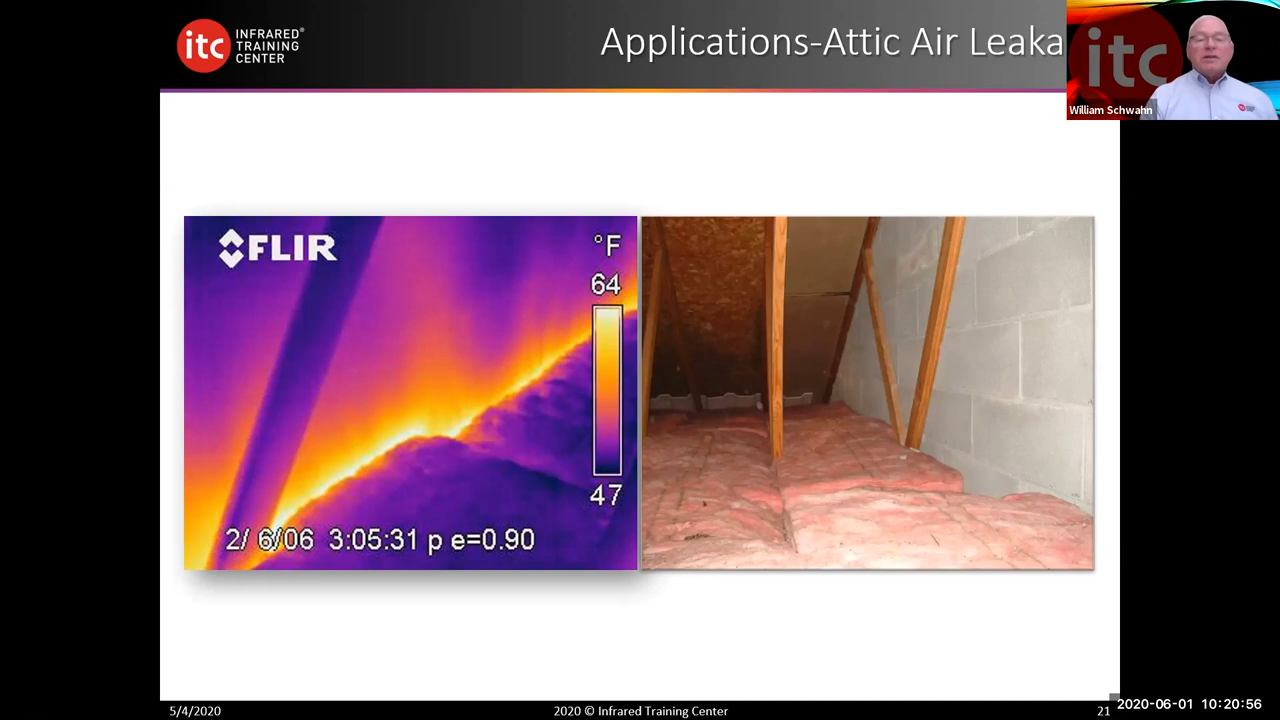 itc INFRARED®
TRAINING
CENTER
Applications-Attic Air Leaka
itc
William Schwahn
FLIR
°F
64
47
2/ 6/06 3:05:31 p e=0.90
5/4/2020
2020 © Infrared Training Center
21
2020-06-01 10:20:56